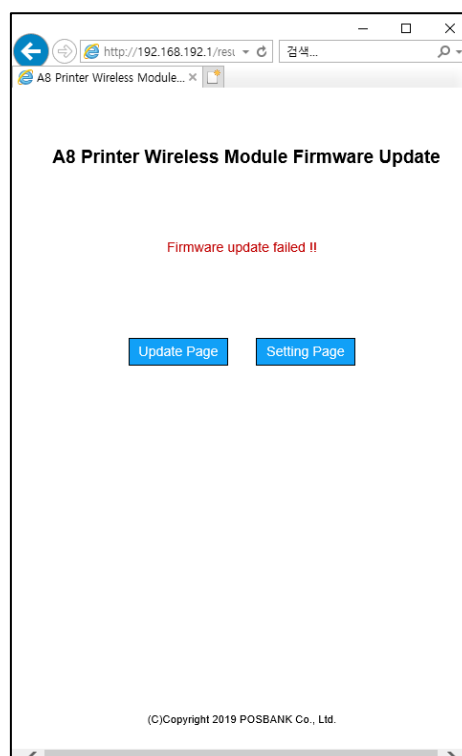 http://192.168.192.1/resu
검색...
A8 Printer Wireless Module...
A8 Printer Wireless Module Firmware Update
Firmware update failed !!
Update Page
Setting Page
(C)Copyright 2019 POSBANK Co., Ltd.